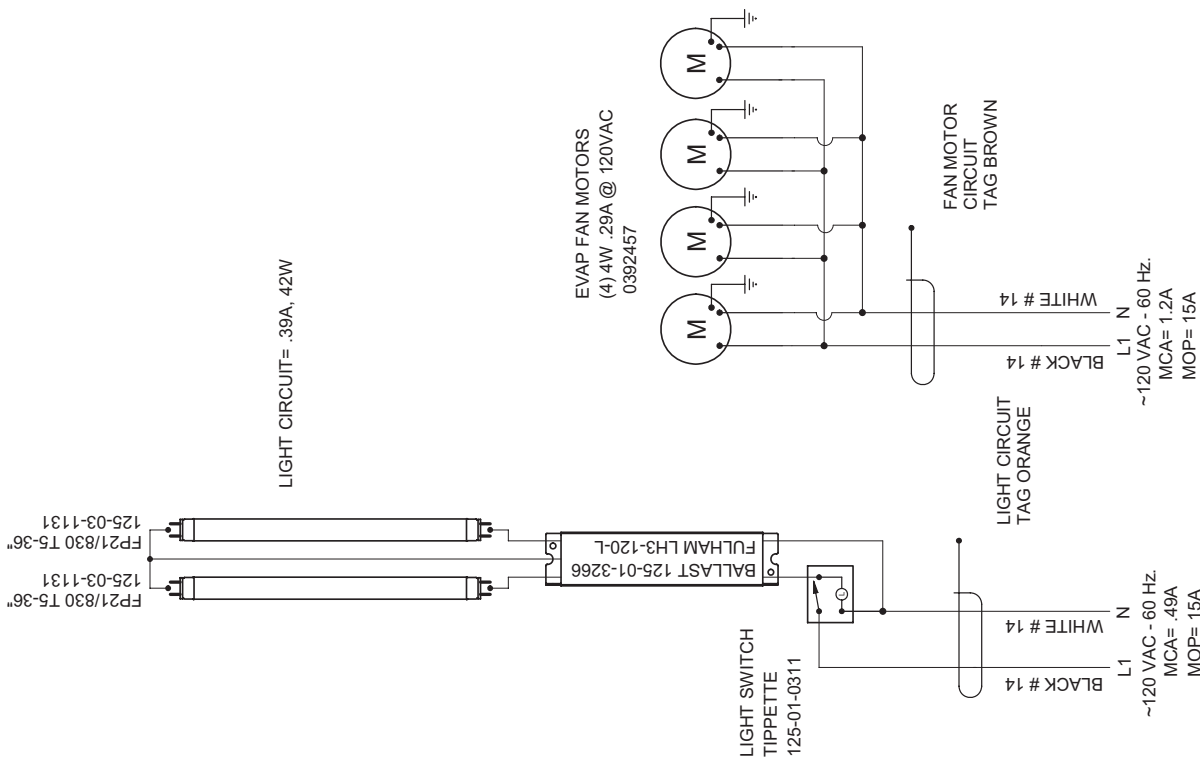 FP21/830 T5-36"
125-03-1131
FP21/830 T5-36"
125-03-1131
LIGHT CIRCUIT= .39A, 42W
BALLAST 125-01-3266
FULHAM LH3-120-L
LIGHT SWITCH
TIPPETTE
125-01-0311
L
LIGHT CIRCUIT
TAG ORANGE
BLACK # 14
WHITE # 14
L1
N
~120 VAC - 60 Hz.
MCA= .49A
MOP= 15A
EVAP FAN MOTORS
(4) 4W .29A @ 120VAC
0392457
M
M
M
M
FAN MOTOR
CIRCUIT
TAG BROWN
BLACK # 14
WHITE # 14
L1
N
~120 VAC - 60 Hz.
MCA= 1.2A
MOP= 15A